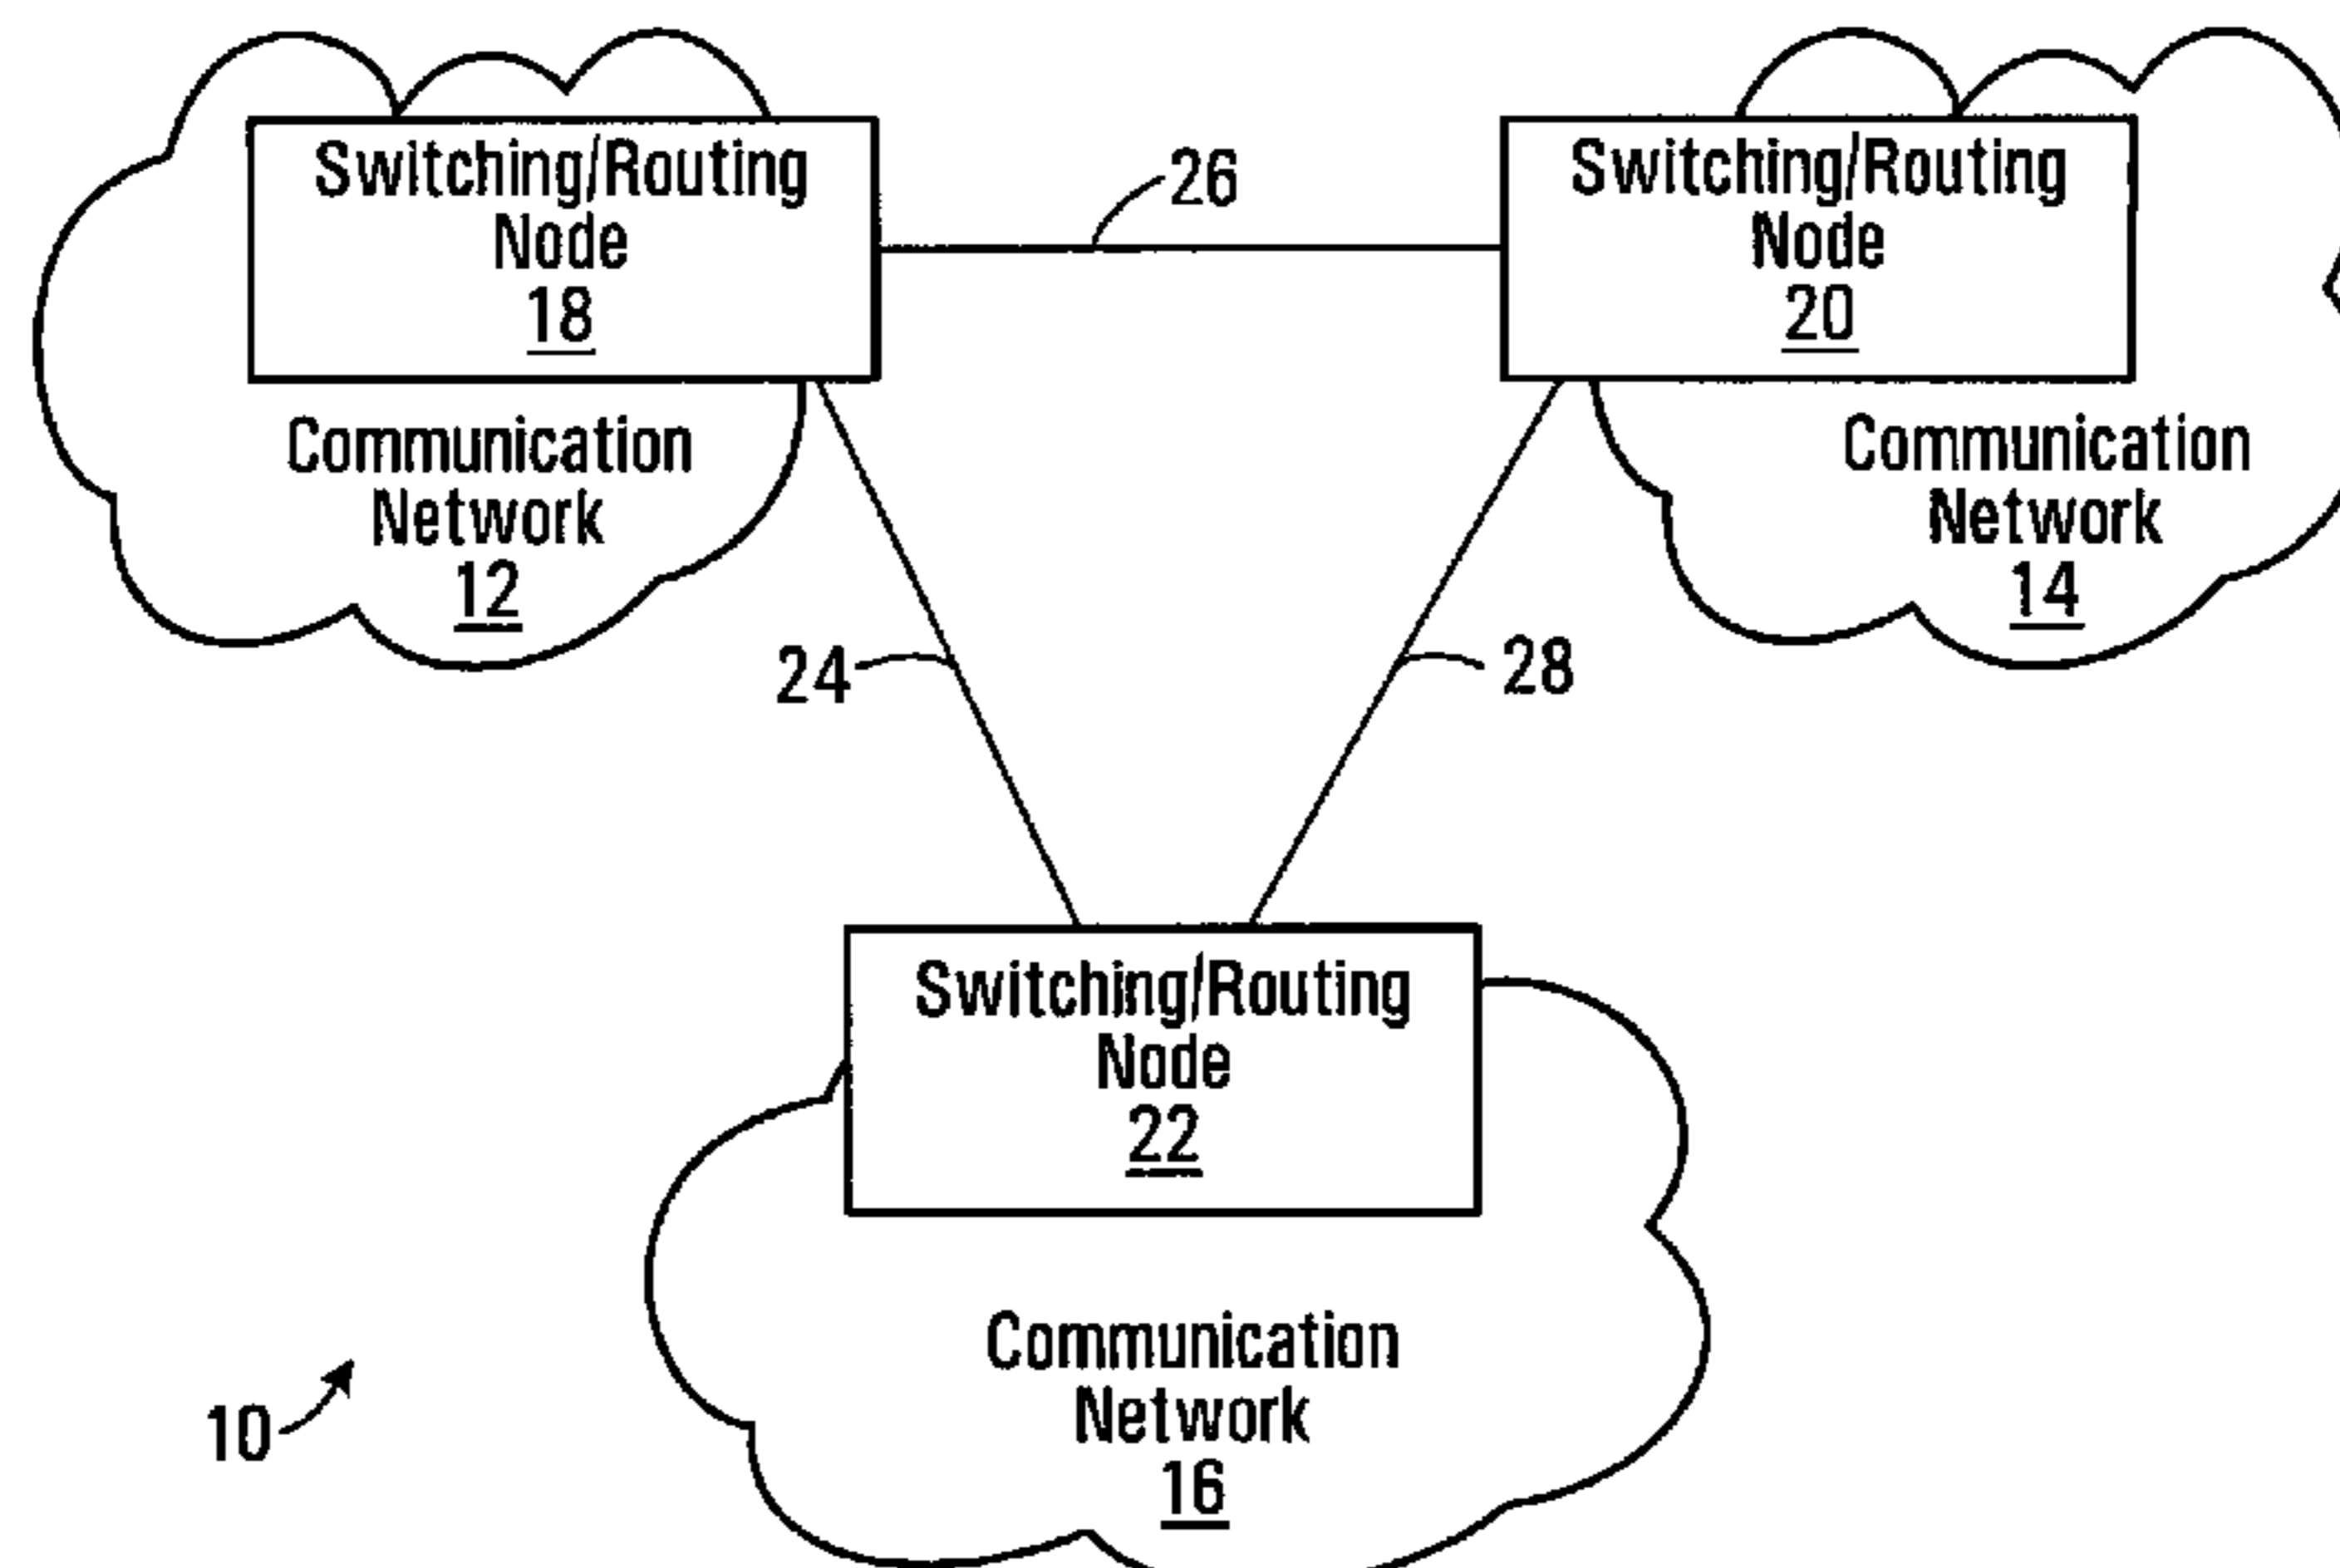 Switching/Routing
Node
18
26
Switching/Routing
Node
20
Communication
Network
12
Communication
Network
14
24
28
Switching/Routing
Node
22
Communication
Network
16
10